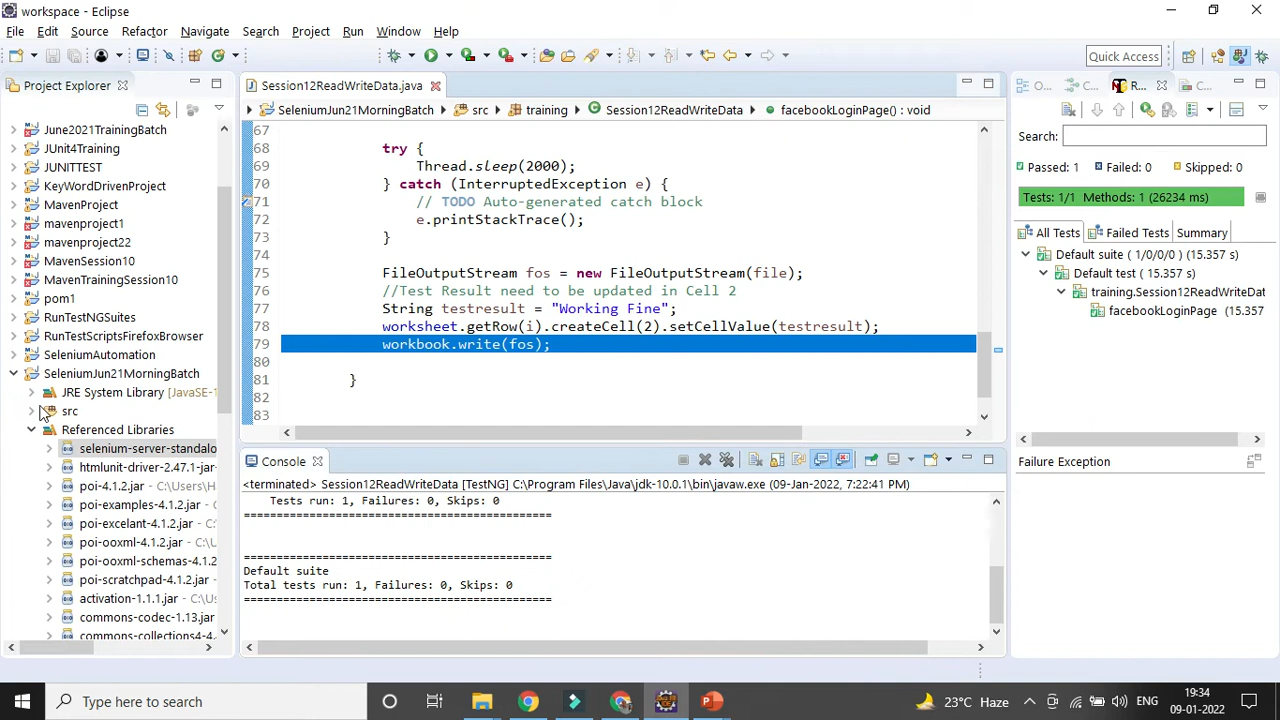 workspace - Eclipse
File Edit Source Refactor Navigate Search Project Run Window Help
Quick Access
Project Explorer
June2021TrainingBatch
JUnit4Training
JUNITTEST
KeyWordDrivenProject
MavenProject
mavenproject1
mavenproject22
MavenSession10
MavenTrainingSession10
pom1
RunTestNGSuites
RunTestScriptsFirefoxBrowser
SeleniumAutomation
SeleniumJun21MorningBatch
JRE System Library [JavaSE-1
src
Referenced Libraries
selenium-server-standalo
htmlunit-driver-2.47.1-jar-
poi-4.1.2.jar - C:\Users\H
poi-examples-4.1.2.jar -
poi-excelant-4.1.2.jar - C
poi-ooxml-4.1.2.jar - C:\U
poi-ooxml-schemas-4.1.2
poi-scratchpad-4.1.2.jar -
activation-1.1.1.jar - C:\Us
commons-codec-1.13.jar
commons-collections4-4.
Session12ReadWriteData.java
SeleniumJun21MorningBatch src training Session12ReadWriteData facebookLoginPage() : void
67
68 try {
69 Thread.sleep(2000);
70 } catch (InterruptedException e) {
71 // TODO Auto-generated catch block
72 e.printStackTrace();
73 }
74
75 FileOutputStream fos = new FileOutputStream(file);
76 //Test Result need to be updated in Cell 2
77 String testresult = "Working Fine";
78 worksheet.getRow(i).createCell(2).setCellValue(testresult);
79 workbook.write(fos);
80
81 }
82
83
Console
<terminated> Session12ReadWriteData [TestNG] C:\Program Files\Java\jdk-10.0.1\bin\javaw.exe (09-Jan-2022, 7:22:41 PM)
Tests run: 1, Failures: 0, Skips: 0
===============================================
===============================================
Default suite
Total tests run: 1, Failures: 0, Skips: 0
===============================================
O... C... R... C...
Search:
Passed: 1 Failed: 0 Skipped: 0
Tests: 1/1 Methods: 1 (26234 ms)
All Tests Failed Tests Summary
Default suite ( 1/0/0/0 ) (15.357 s)
Default test ( 15.357 s)
training.Session12ReadWriteDat
facebookLoginPage (15.357
Failure Exception
Type here to search
23°C Haze ENG 19:34
09-01-2022